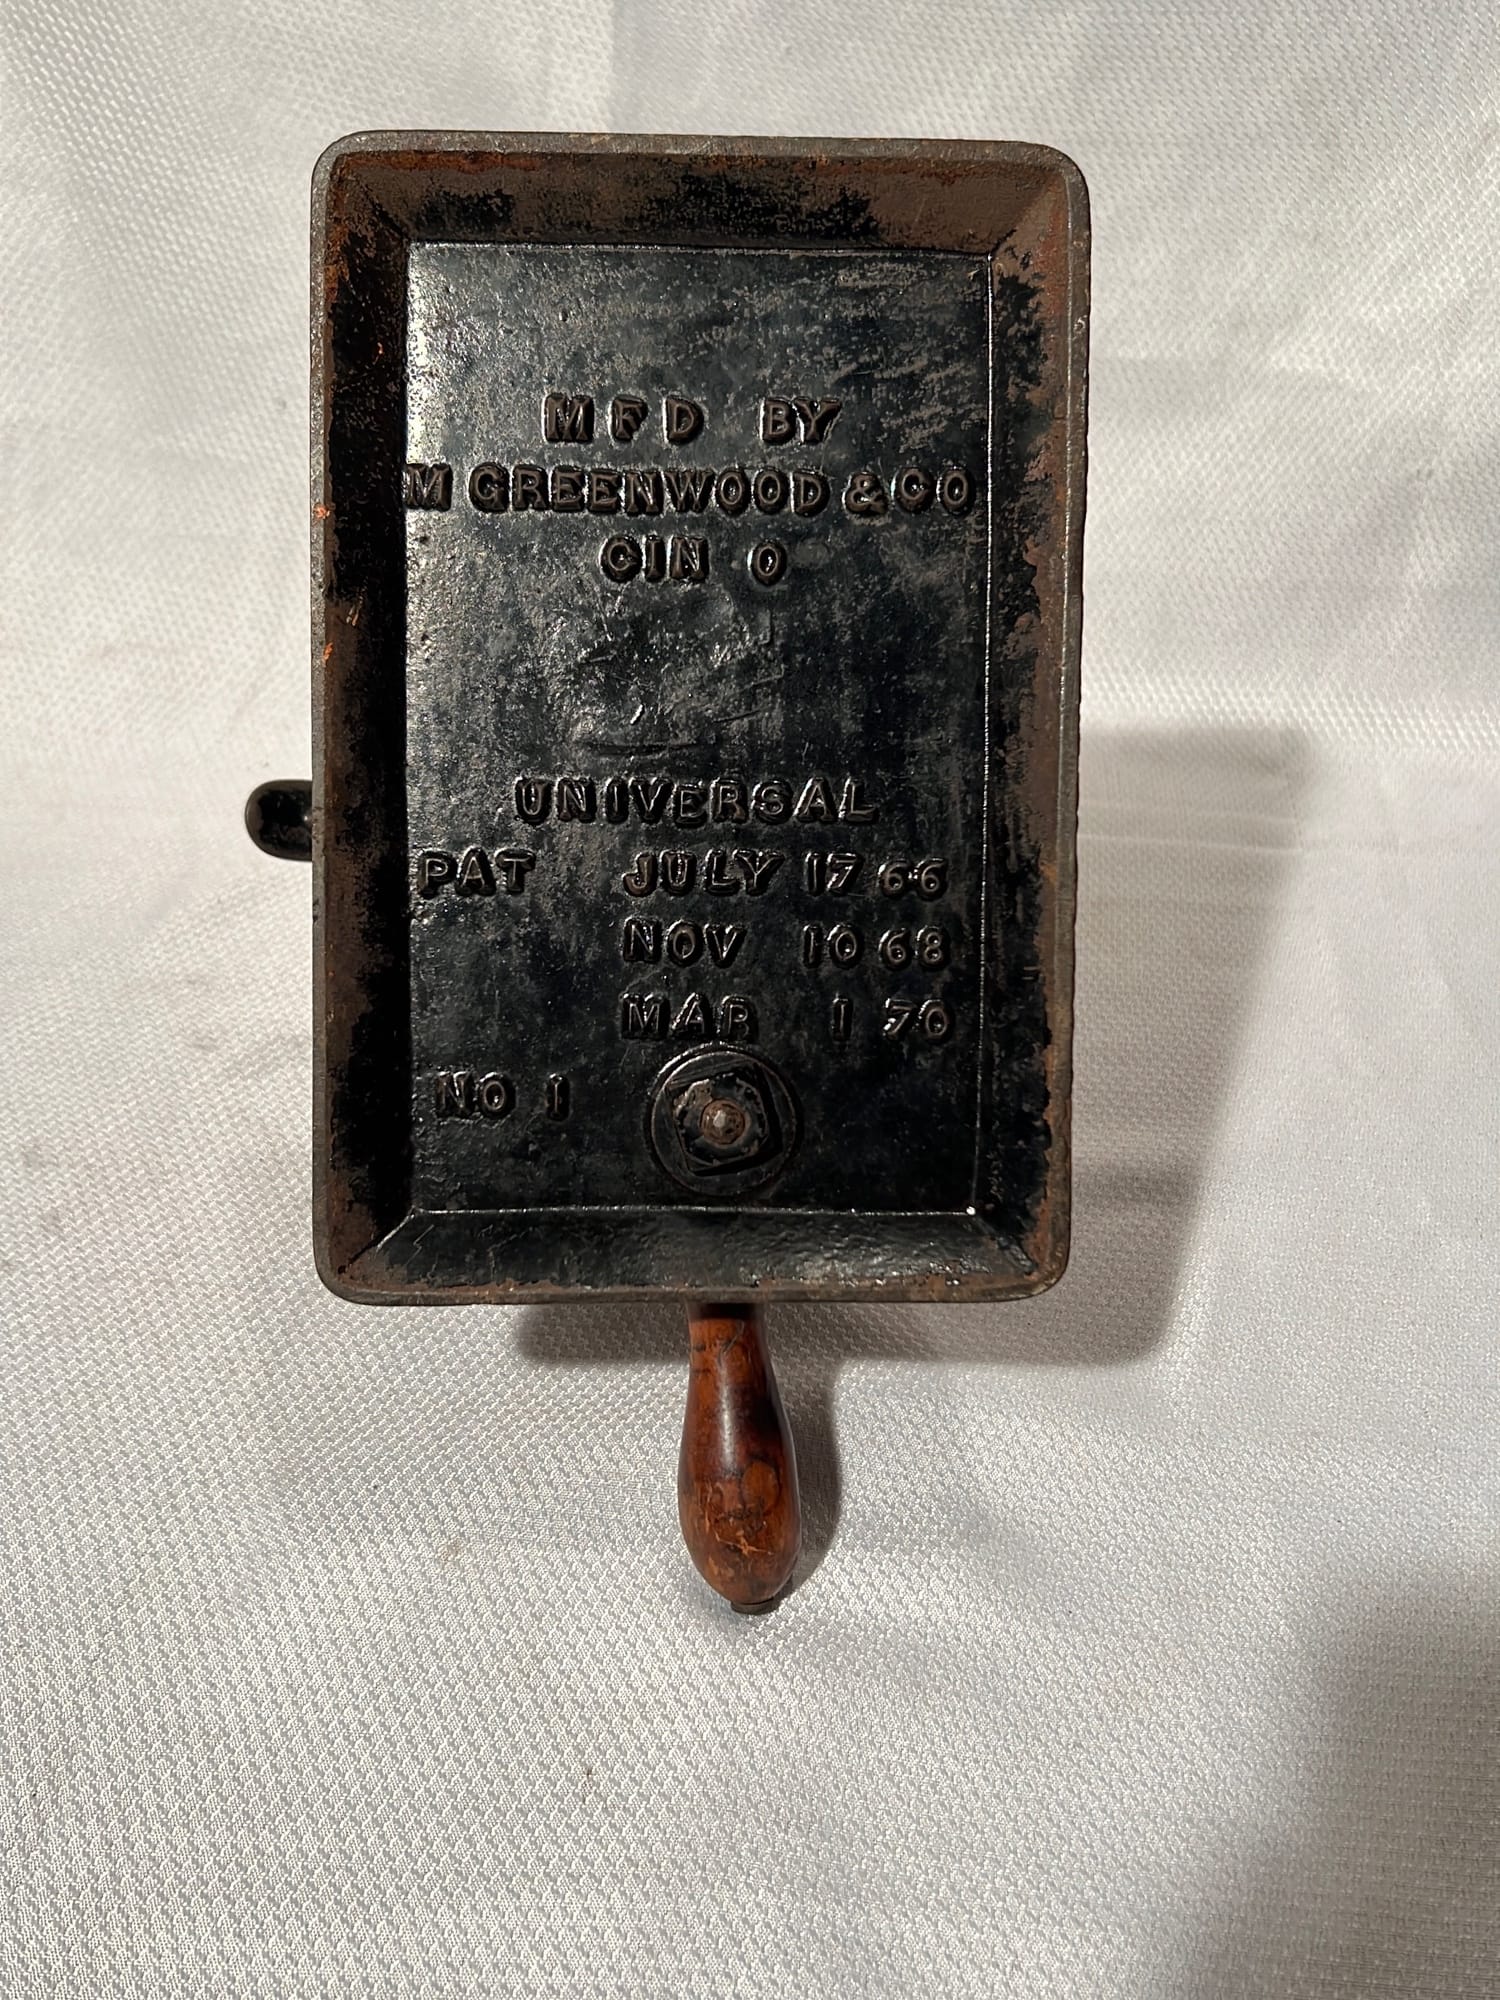 MFD BY
M GREENWOOD & CO
CIN O
UNIVERSAL
PAT JULY 17 66
NOV 10 68
MAR 1 70
NO 1